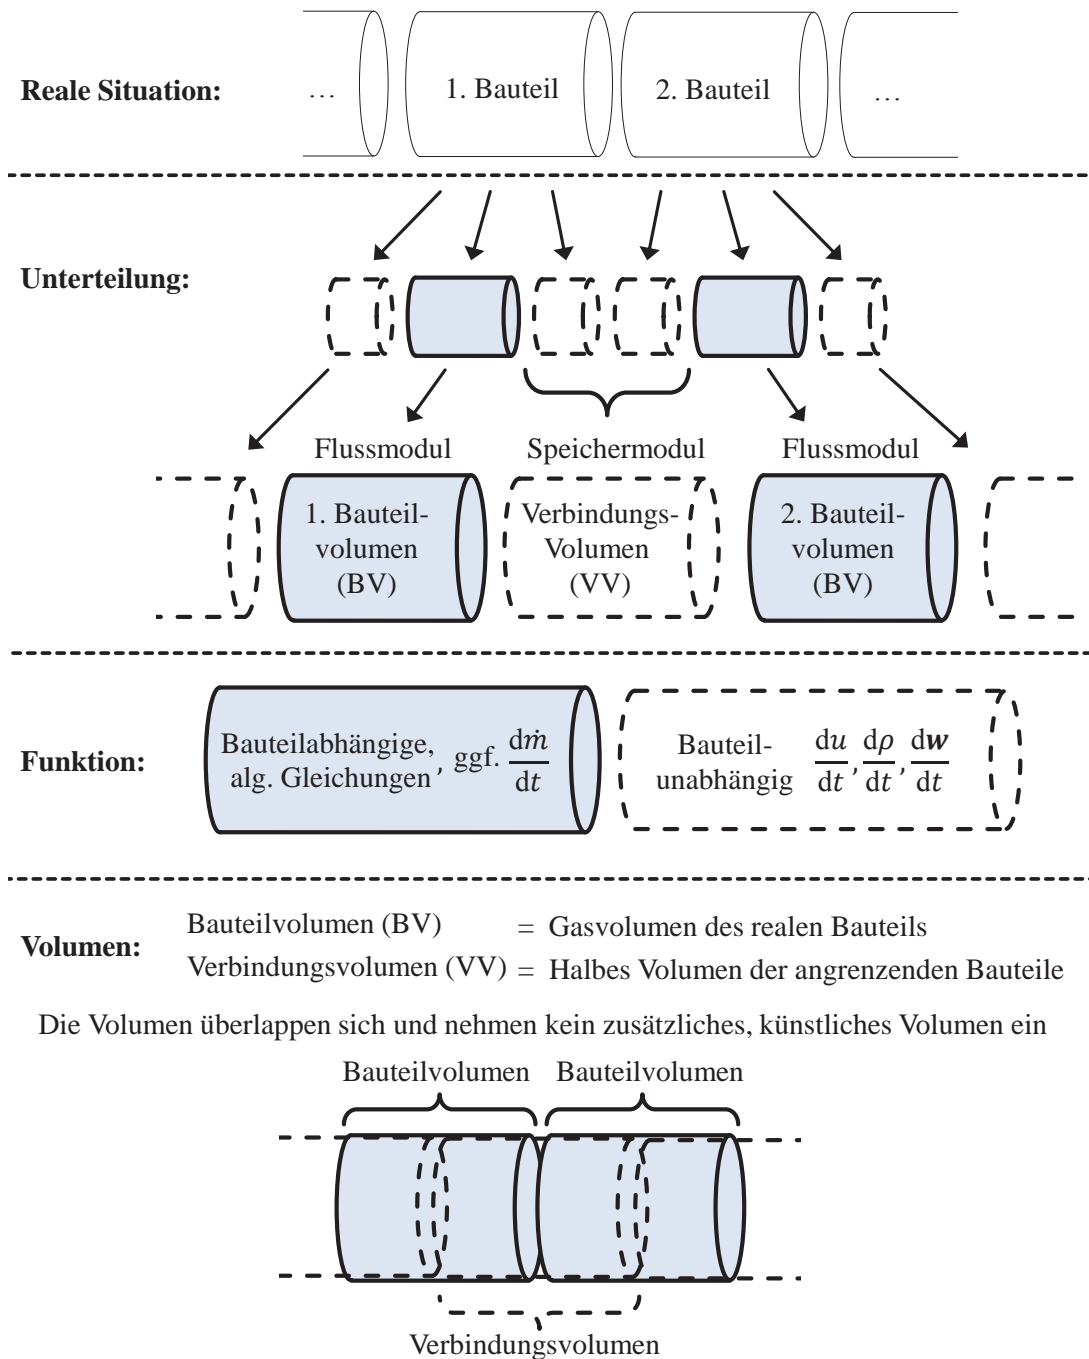 Reale Situation:
…
1. Bauteil
2. Bauteil
…
Unterteilung:
Flussmodul
Speichermodul
Flussmodul
1. Bauteil-
volumen
(BV)
Verbindungs-
Volumen
(VV)
2. Bauteil-
volumen
(BV)
Funktion:
Bauteilabhängige,
alg. Gleichungen, ggf. dṁ/dt
Bauteil-
unabhängig du/dt, dρ/dt, dw/dt
Volumen:
Bauteilvolumen (BV) = Gasvolumen des realen Bauteils
Verbindungsvolumen (VV) = Halbes Volumen der angrenzenden Bauteile
Die Volumen überlappen sich und nehmen kein zusätzliches, künstliches Volumen ein
Bauteilvolumen Bauteilvolumen
Verbindungsvolumen